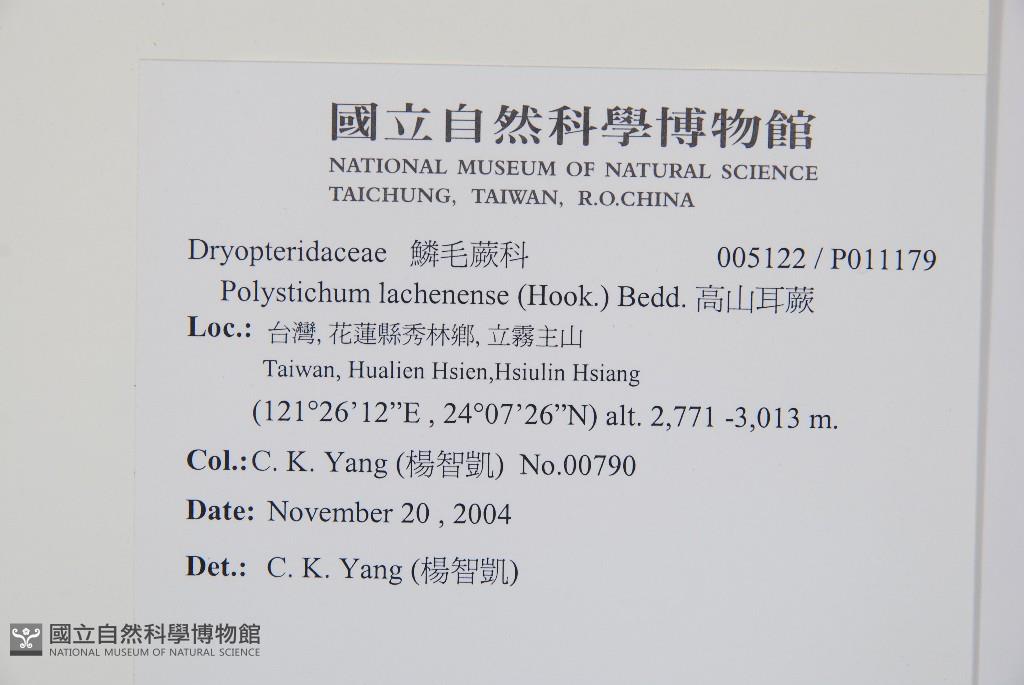 國立自然科學博物館
NATIONAL MUSEUM OF NATURAL SCIENCE
TAICHUNG, TAIWAN, R.O.CHINA
Dryopteridaceae 鱗毛蕨科 005122 / P011179
Polystichum lachenense (Hook.) Bedd. 高山耳蕨
Loc.: 台灣, 花蓮縣秀林鄉, 立霧主山
Taiwan, Hualien Hsien,Hsiulin Hsiang
(121°26’12”E , 24°07’26”N) alt. 2,771 -3,013 m.
Col.: C. K. Yang (楊智凱) No.00790
Date: November 20 , 2004
Det.: C. K. Yang (楊智凱)
國立自然科學博物館
NATIONAL MUSEUM OF NATURAL SCIENCE